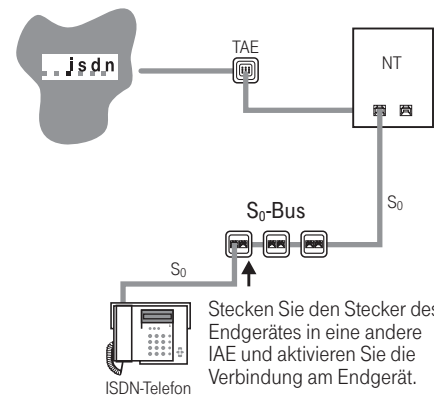 isdn
TAE
NT
S₀
S₀-Bus
S₀
Stecken Sie den Stecker des
Endgerätes in eine andere
IAE und aktivieren Sie die
Verbindung am Endgerät.
ISDN-Telefon